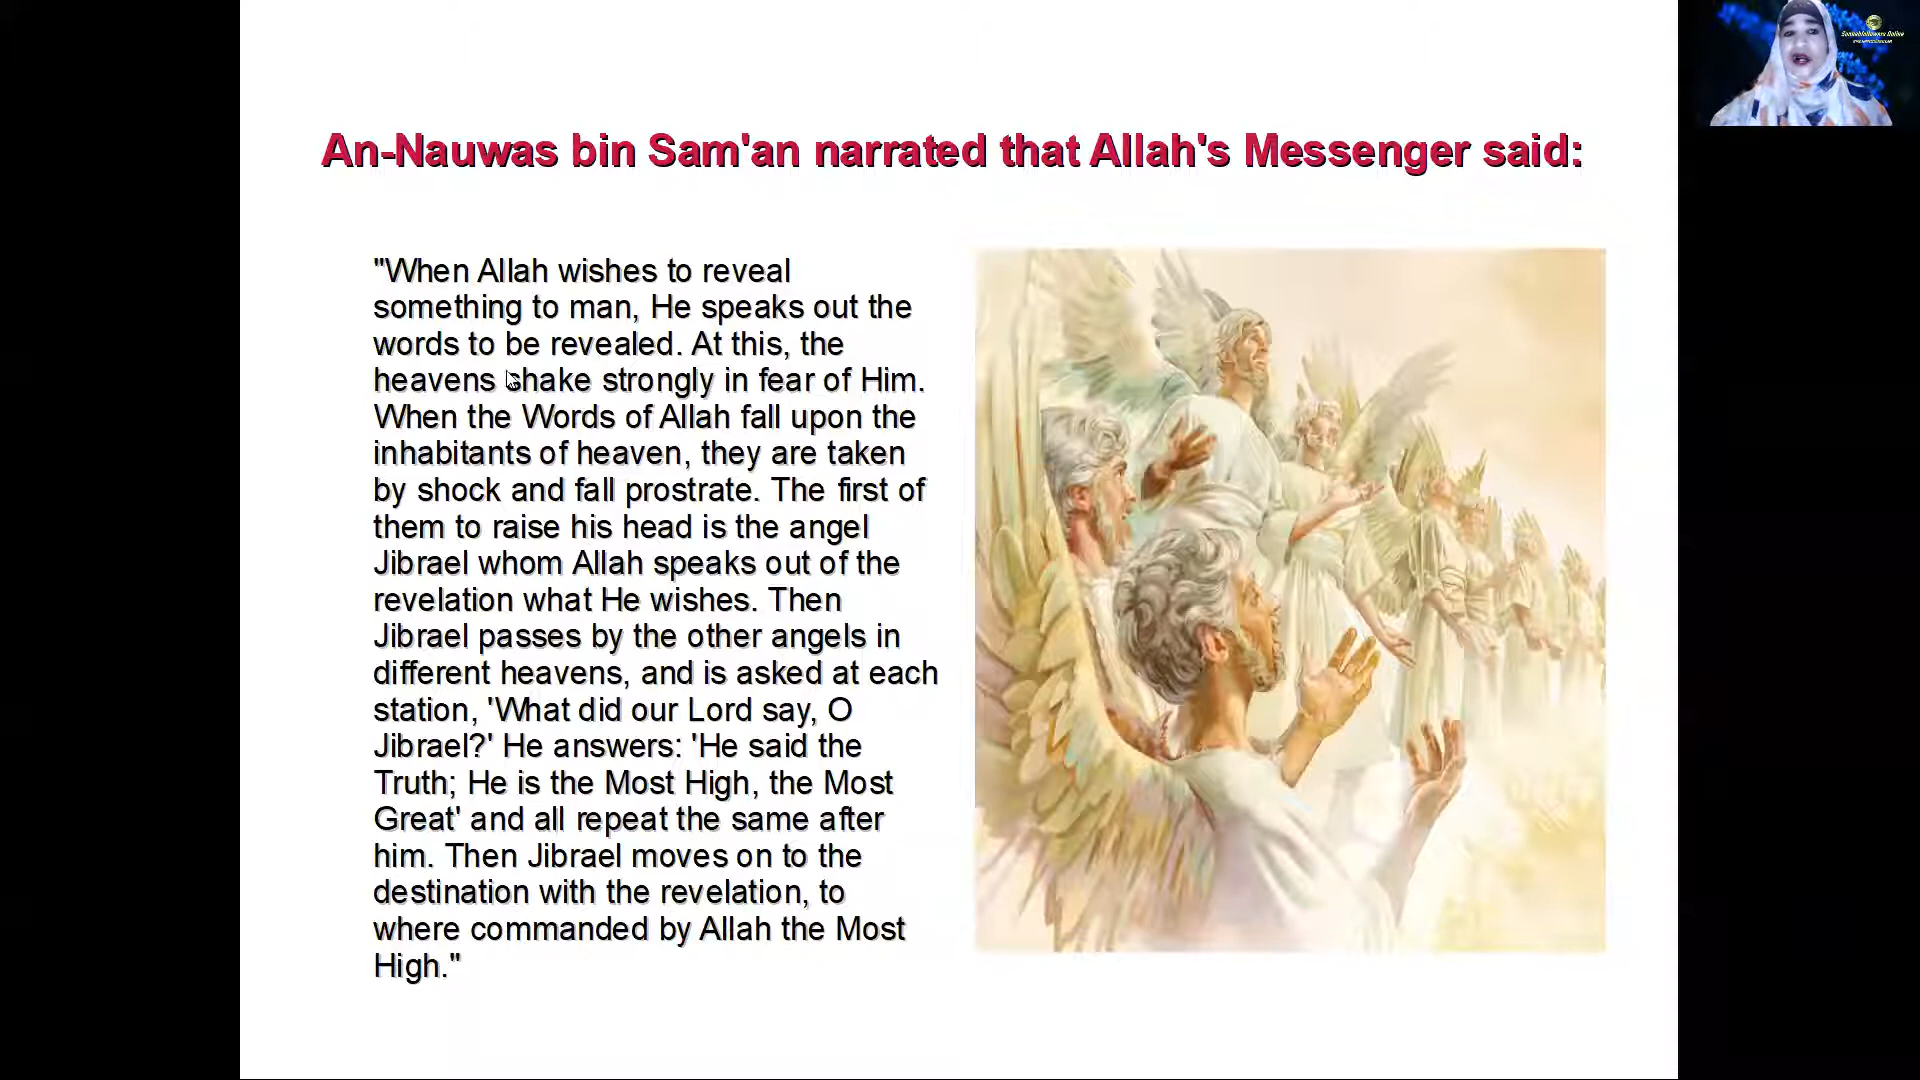 An-Nauwas bin Sam'an narrated that Allah's Messenger said:
"When Allah wishes to reveal
something to man, He speaks out the
words to be revealed. At this, the
heavens shake strongly in fear of Him.
When the Words of Allah fall upon the
inhabitants of heaven, they are taken
by shock and fall prostrate. The first of
them to raise his head is the angel
Jibrael whom Allah speaks out of the
revelation what He wishes. Then
Jibrael passes by the other angels in
different heavens, and is asked at each
station, 'What did our Lord say, O
Jibrael?' He answers: 'He said the
Truth; He is the Most High, the Most
Great' and all repeat the same after
him. Then Jibrael moves on to the
destination with the revelation, to
where commanded by Allah the Most
High."
Online